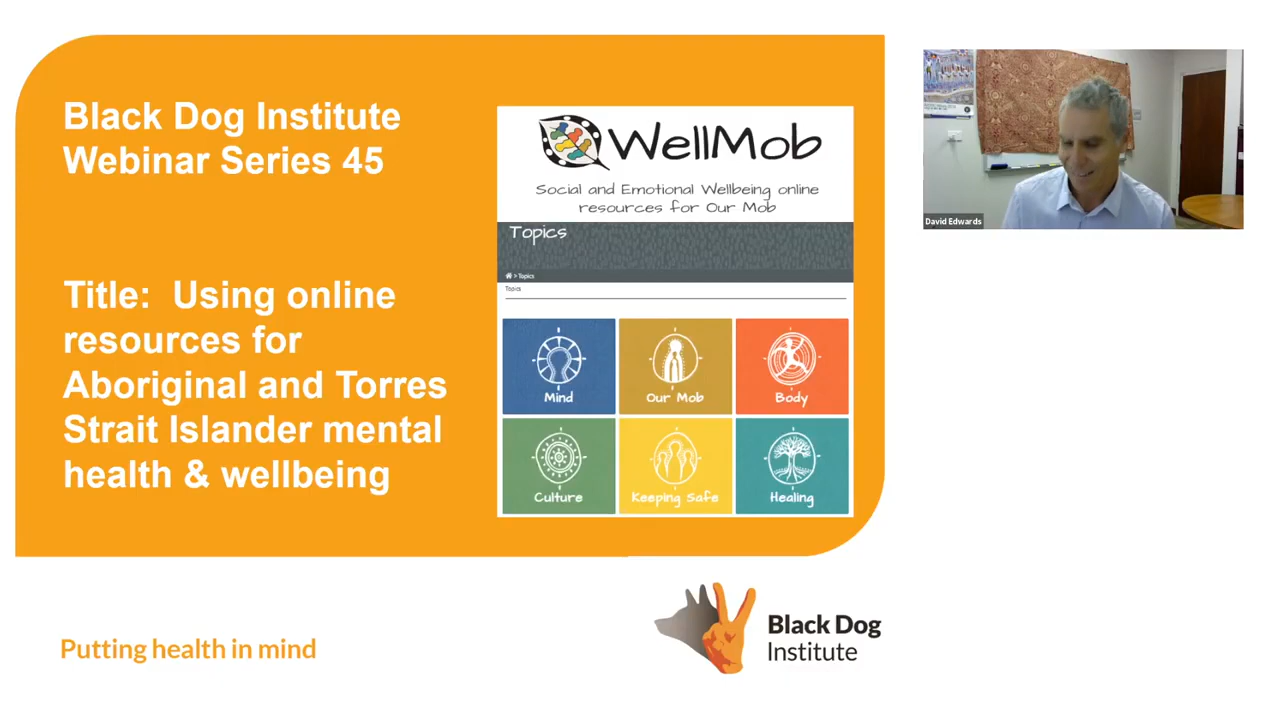 Black Dog Institute
Webinar Series 45
Title: Using online
resources for
Aboriginal and Torres
Strait Islander mental
health & wellbeing
WellMob
Social and Emotional Wellbeing online
resources for Our Mob
Topics
> Topics
Topics
Mind
Our Mob
Body
Culture
Keeping Safe
Healing
Putting health in mind
Black Dog
Institute
David Edwards